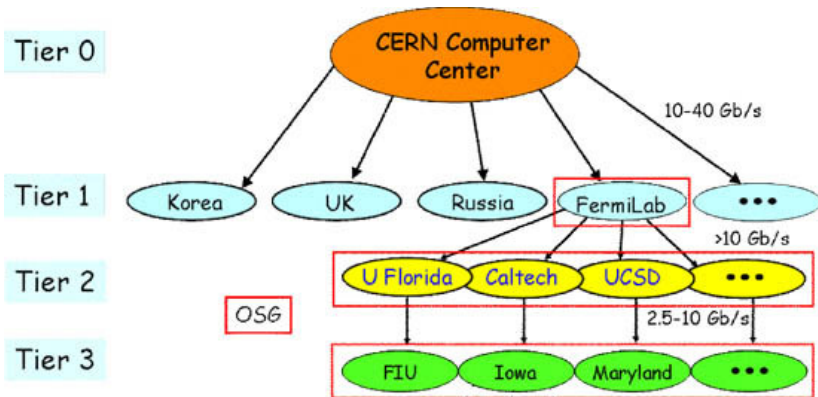 Tier 0
CERN Computer
Center
10-40 Gb/s
Tier 1
Korea
UK
Russia
FermiLab
•••
>10 Gb/s
Tier 2
U Florida
Caltech
UCSD
•••
OSG
2.5-10 Gb/s
Tier 3
FIU
Iowa
Maryland
•••